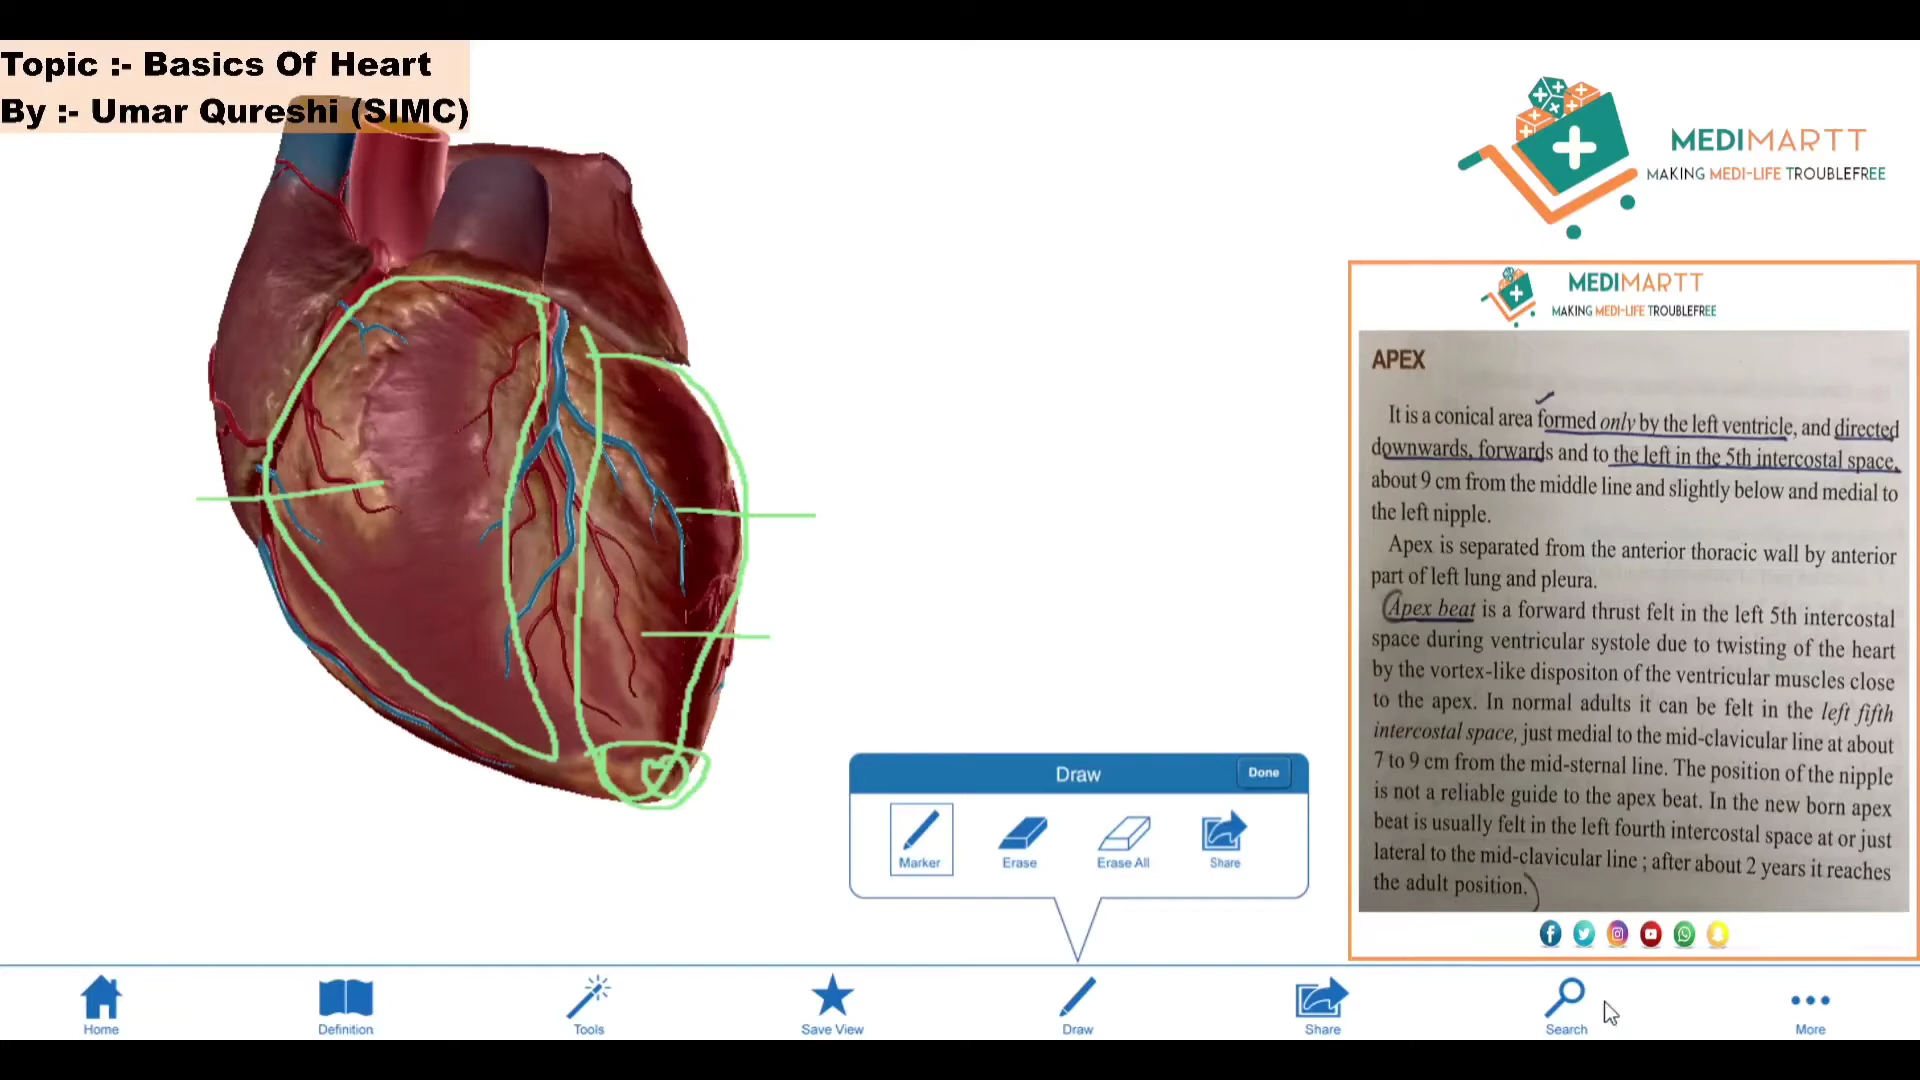 Topic :- Basics Of Heart
By :- Umar Qureshi (SIMC)
MEDIMARTT
MAKING MEDI-LIFE TROUBLEFREE
MEDIMARTT
MAKING MEDI-LIFE TROUBLEFREE
APEX
It is a conical area formed only by the left ventricle, and directed
downwards, forwards and to the left in the 5th intercostal space,
about 9 cm from the middle line and slightly below and medial to
the left nipple.
Apex is separated from the anterior thoracic wall by anterior
part of left lung and pleura.
Apex beat is a forward thrust felt in the left 5th intercostal
space during ventricular systole due to twisting of the heart
by the vortex-like dispositon of the ventricular muscles close
to the apex. In normal adults it can be felt in the left fifth
intercostal space, just medial to the mid-clavicular line at about
7 to 9 cm from the mid-sternal line. The position of the nipple
is not a reliable guide to the apex beat. In the new born apex
beat is usually felt in the left fourth intercostal space at or just
lateral to the mid-clavicular line ; after about 2 years it reaches
the adult position.
Draw
Done
Marker
Erase
Erase All
Share
Home
Definition
Tools
Save View
Draw
Share
Search
More